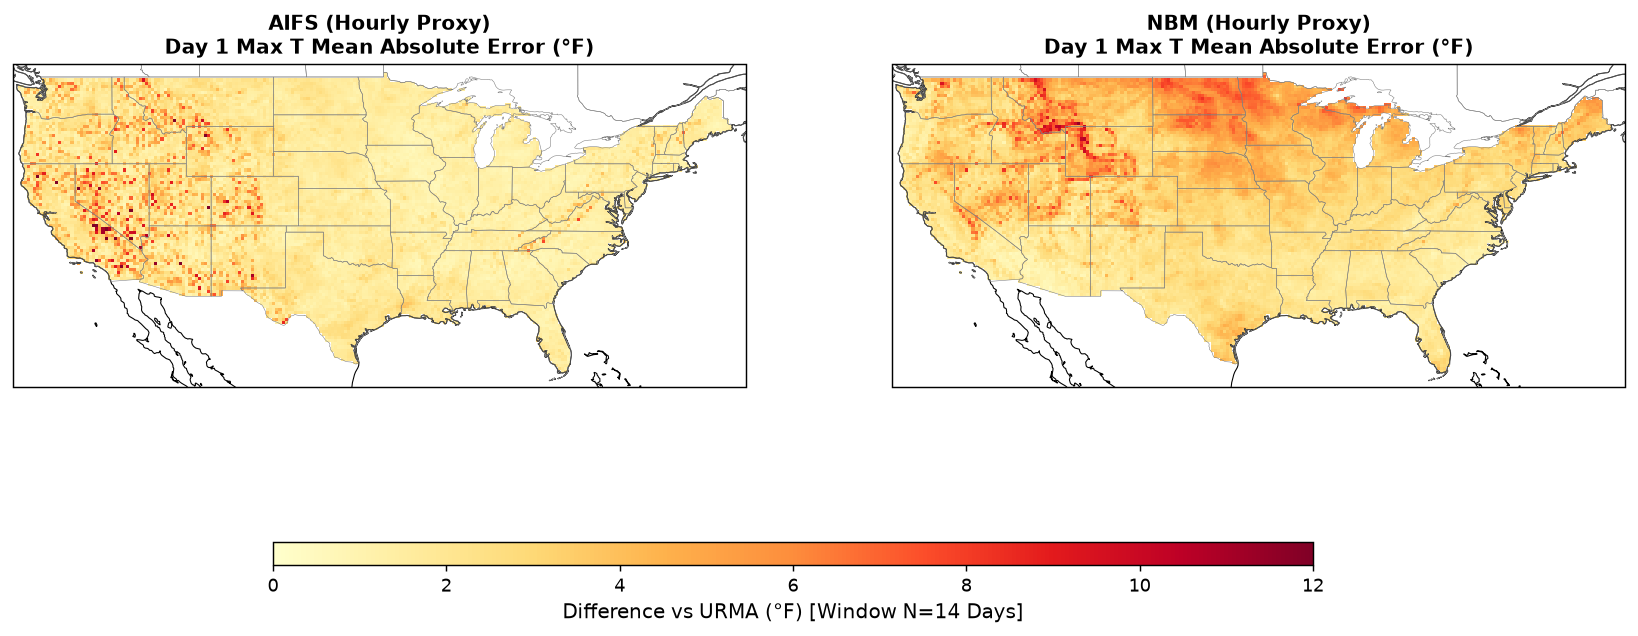 AIFS (Hourly Proxy)
Day 1 Max T Mean Absolute Error (°F)
NBM (Hourly Proxy)
Day 1 Max T Mean Absolute Error (°F)
0 2 4 6 8 10 12
Difference vs URMA (°F) [Window N=14 Days]